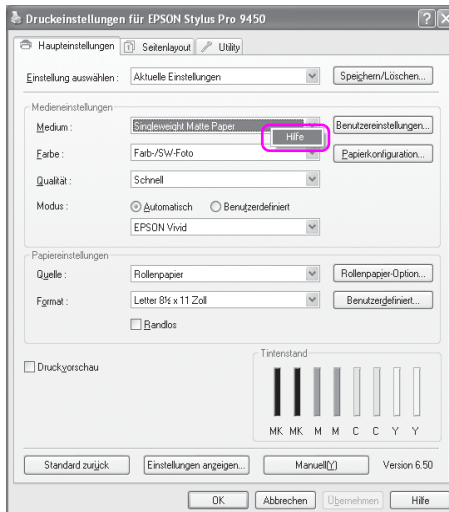 Druckeinstellungen für EPSON Stylus Pro 9450
Haupteinstellungen Seitenlayout Utility
Einstellung auswählen : Aktuelle Einstellungen Speichern/Löschen...
Medieneinstellungen
Medium : Singleweight Matte Paper Benutzereinstellungen...
Hilfe
Farbe : Farb-/SW-Foto Papierkonfiguration...
Qualität : Schnell
Modus : Automatisch Benutzerdefiniert
EPSON Vivid
Papiereinstellungen
Quelle : Rollenpapier Rollenpapier-Option...
Format : Letter 8½ x 11 Zoll Benutzerdefiniert...
Randlos
Druckvorschau
Tintenstand
MK MK M M C C Y Y
Standard zurück Einstellungen anzeigen... Manuell(Y) Version 6.50
OK Abbrechen Übernehmen Hilfe